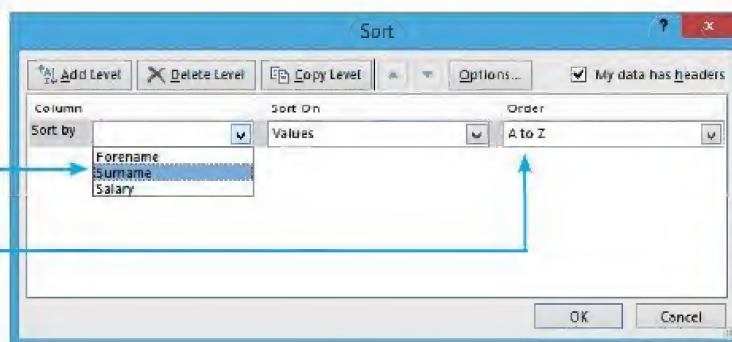 Sort
?
x
Add Level
Delete Level
Copy Level
Options...
My data has headers
Column
Sort On
Order
Sort by
Values
A to Z
Forename
Surname
Salary
OK
Cancel